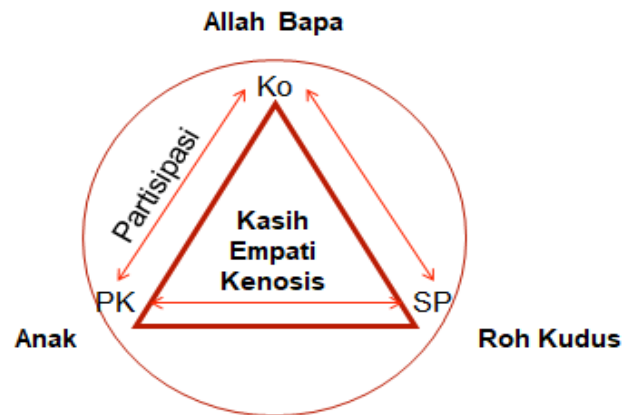 Allah Bapa
Ko
Partisipasi
Kasih
Empati
Kenosis
PK
SP
Anak
Roh Kudus